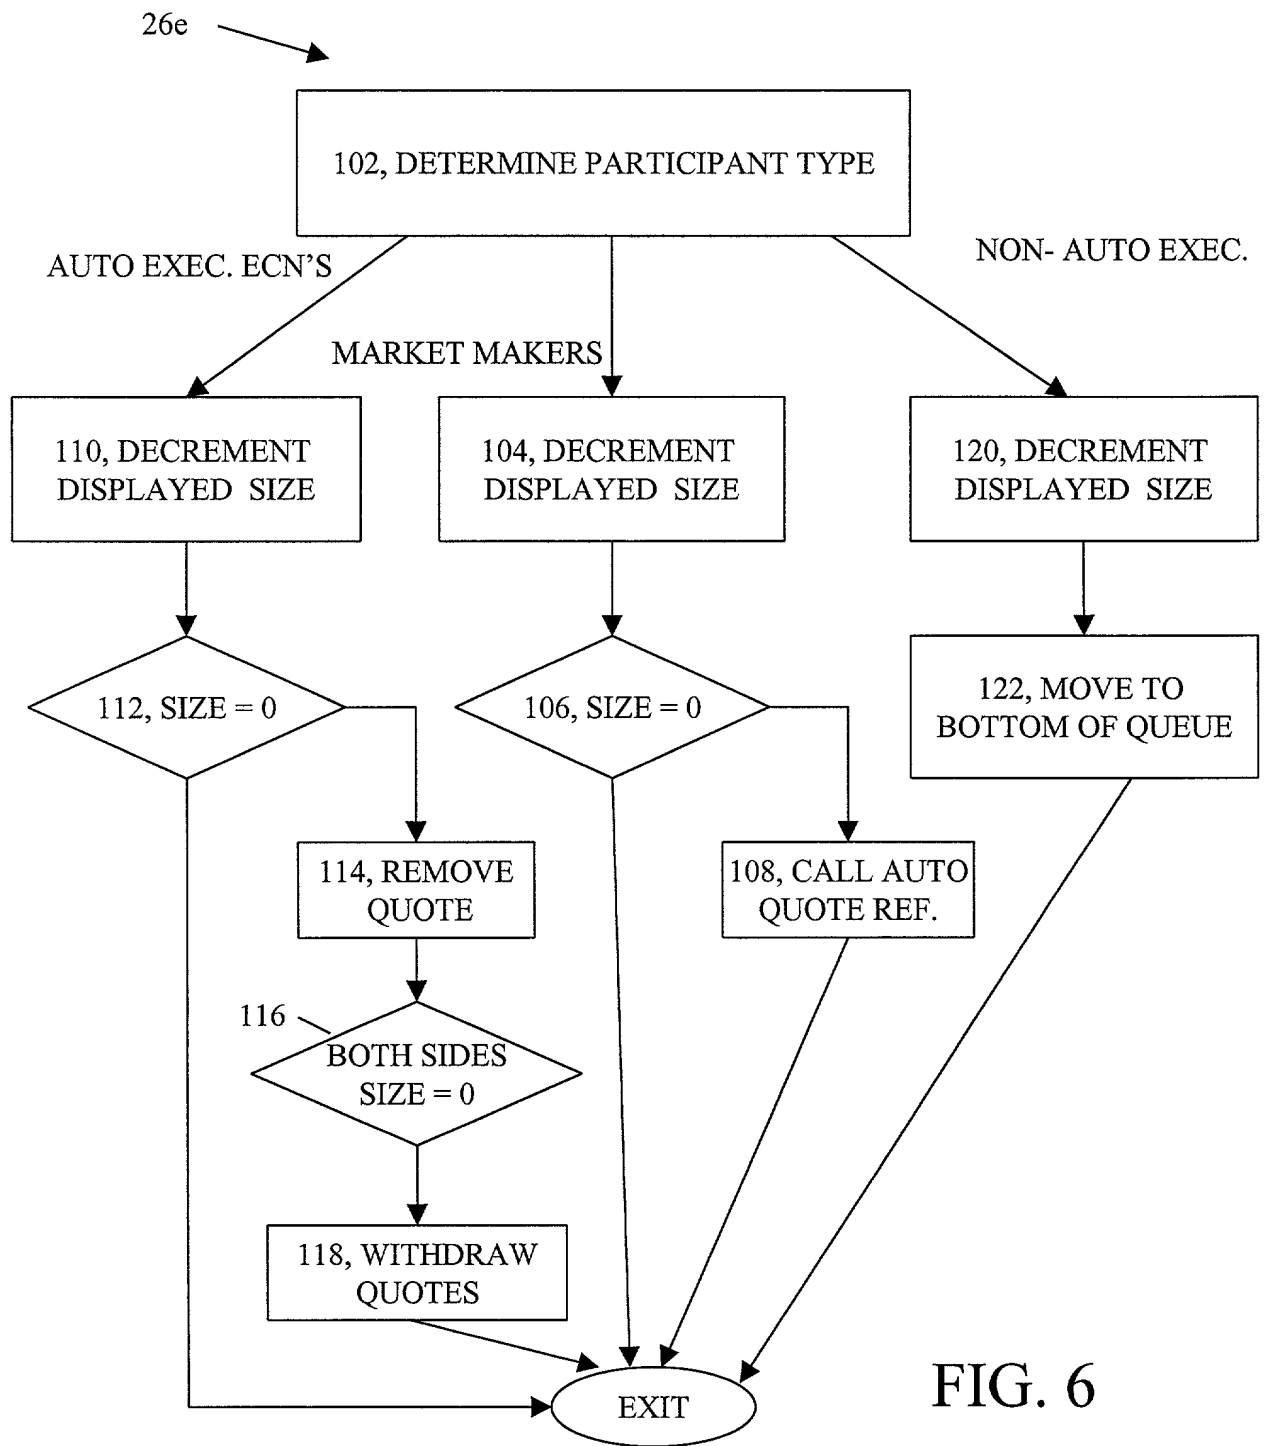 26e
102, DETERMINE PARTICIPANT TYPE
AUTO EXEC. ECN'S
NON- AUTO EXEC.
MARKET MAKERS
110, DECREMENT
DISPLAYED SIZE
104, DECREMENT
DISPLAYED SIZE
120, DECREMENT
DISPLAYED SIZE
112, SIZE = 0
106, SIZE = 0
122, MOVE TO
BOTTOM OF QUEUE
114, REMOVE
QUOTE
108, CALL AUTO
QUOTE REF.
116
BOTH SIDES
SIZE = 0
118, WITHDRAW
QUOTES
EXIT
FIG. 6